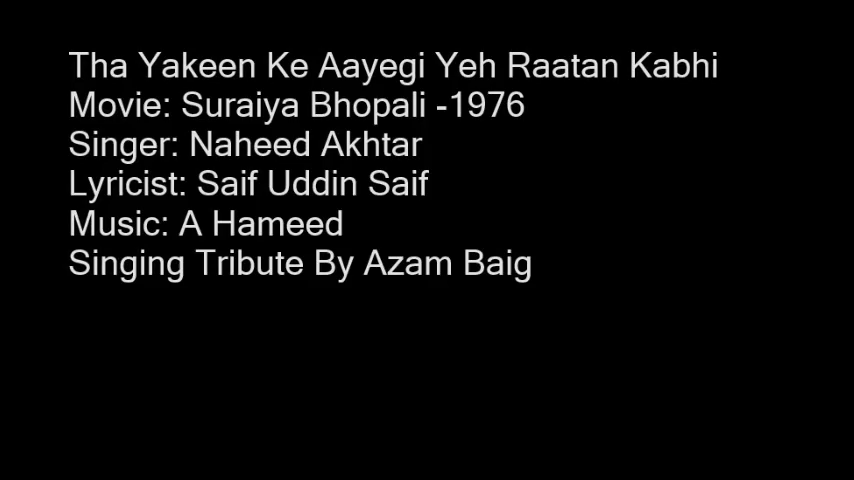 Tha Yakeen Ke Aayegi Yeh Raatan Kabhi
Movie: Suraiya Bhopali -1976
Singer: Naheed Akhtar
Lyricist: Saif Uddin Saif
Music: A Hameed
Singing Tribute By Azam Baig